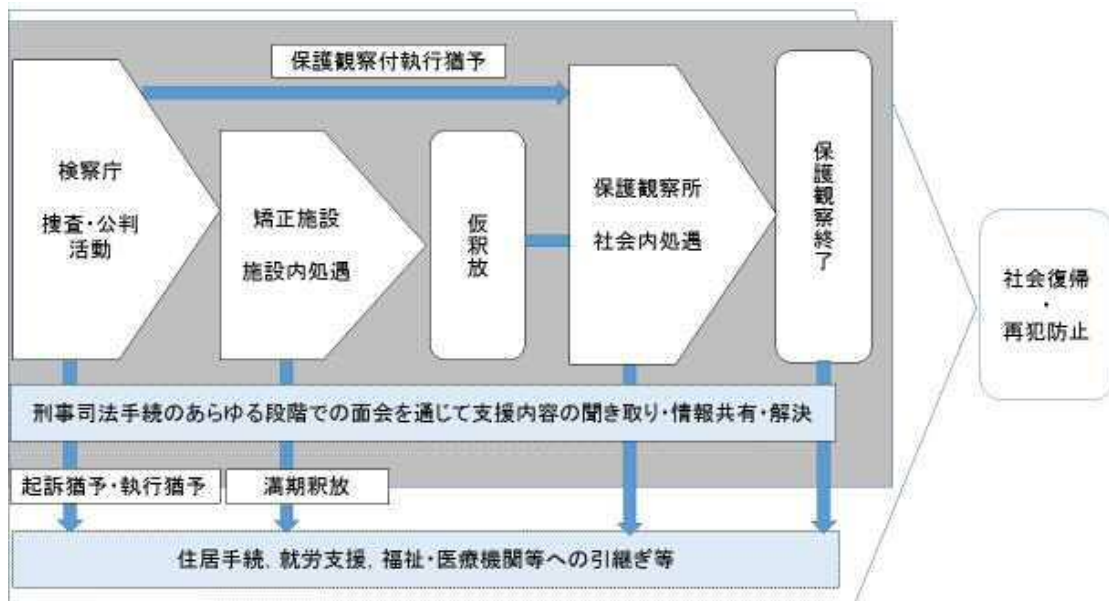 保護観察付執行猶予
検察庁
捜査・公判
活動
矯正施設
施設内処遇
仮釈放
保護観察所
社会内処遇
保護観察終了
社会復帰
・
再犯防止
刑事司法手続のあらゆる段階での面会を通じて支援内容の聞き取り・情報共有・解決
起訴猶予・執行猶予
満期釈放
住居手続，就労支援，福祉・医療機関等への引継ぎ等